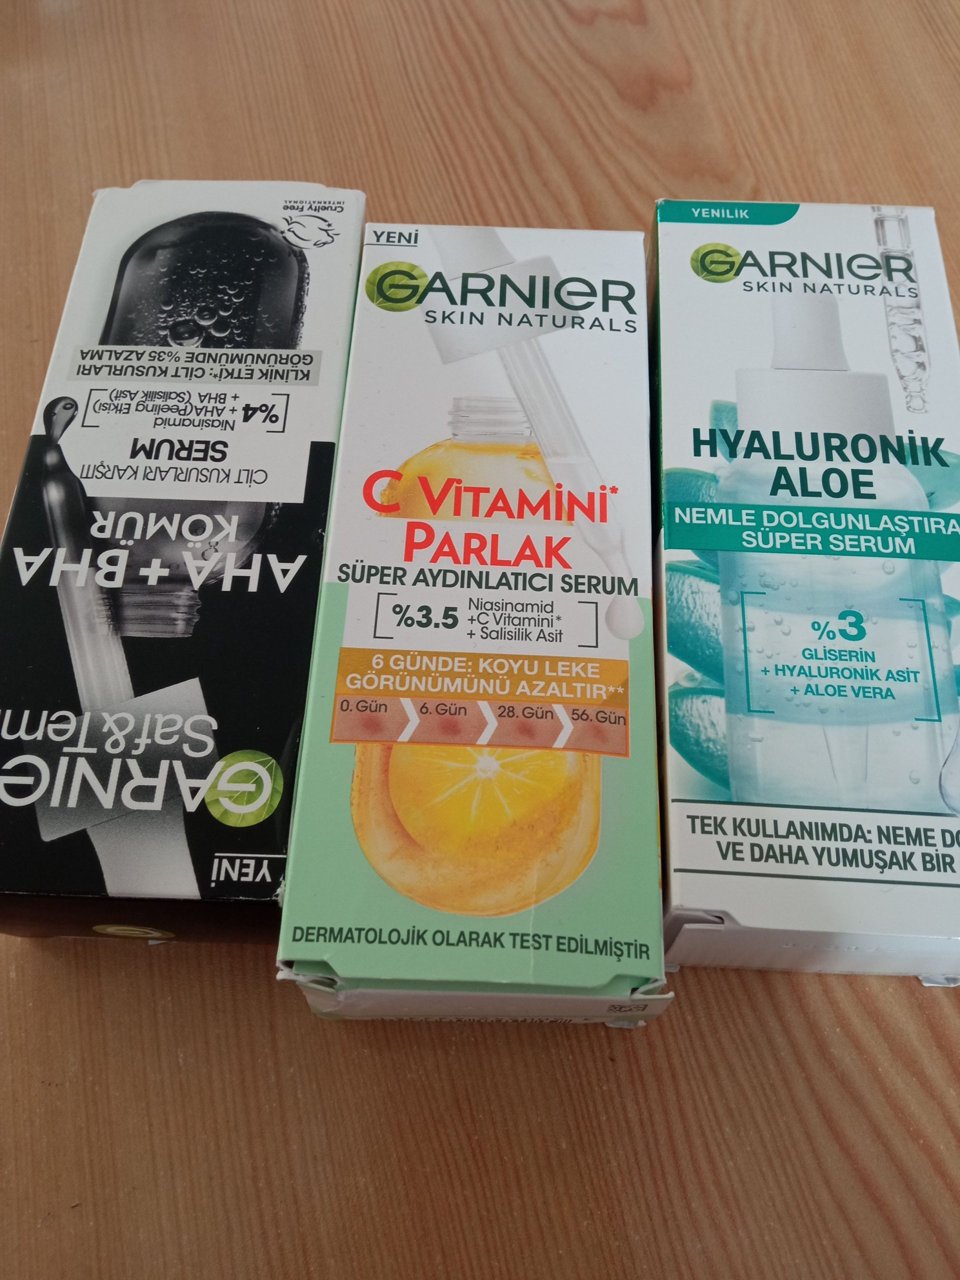 YENİ
GARNIER
Saf&Tem
AHA + BHA
KÖMÜR
CİLT KUSURLARI KARŞITI
SERUM
%4
Niasinamid
+ AHA(Peeling Etkisi)
+ BHA (Salisilik Asit)
KLİNİK ETKİ*: CİLT KUSURLARI
GÖRÜNÜMÜNDE %35 AZALMA
Cruelty Free
INTERNATIONAL
YENİ
GARNIER
SKIN NATURALS
C VİTAMİNİ*
PARLAK
SÜPER AYDINLATICI SERUM
%3.5
Niasinamid
+C Vitamini*
+ Salisilik Asit
6 GÜNDE: KOYU LEKE
GÖRÜNÜMÜNÜ AZALTIR**
0. Gün 6. Gün 28. Gün 56. Gün
DERMATOLOJİK OLARAK TEST EDİLMİŞTİR
YENİLİK
GARNIER
SKIN NATURALS
HYALURONİK
ALOE
NEMLE DOLGUNLAŞTIRA
SÜPER SERUM
%3
GLİSERİN
+ HYALURONİK ASİT
+ ALOE VERA
TEK KULLANIMDA: NEME DO
VE DAHA YUMUŞAK BİR